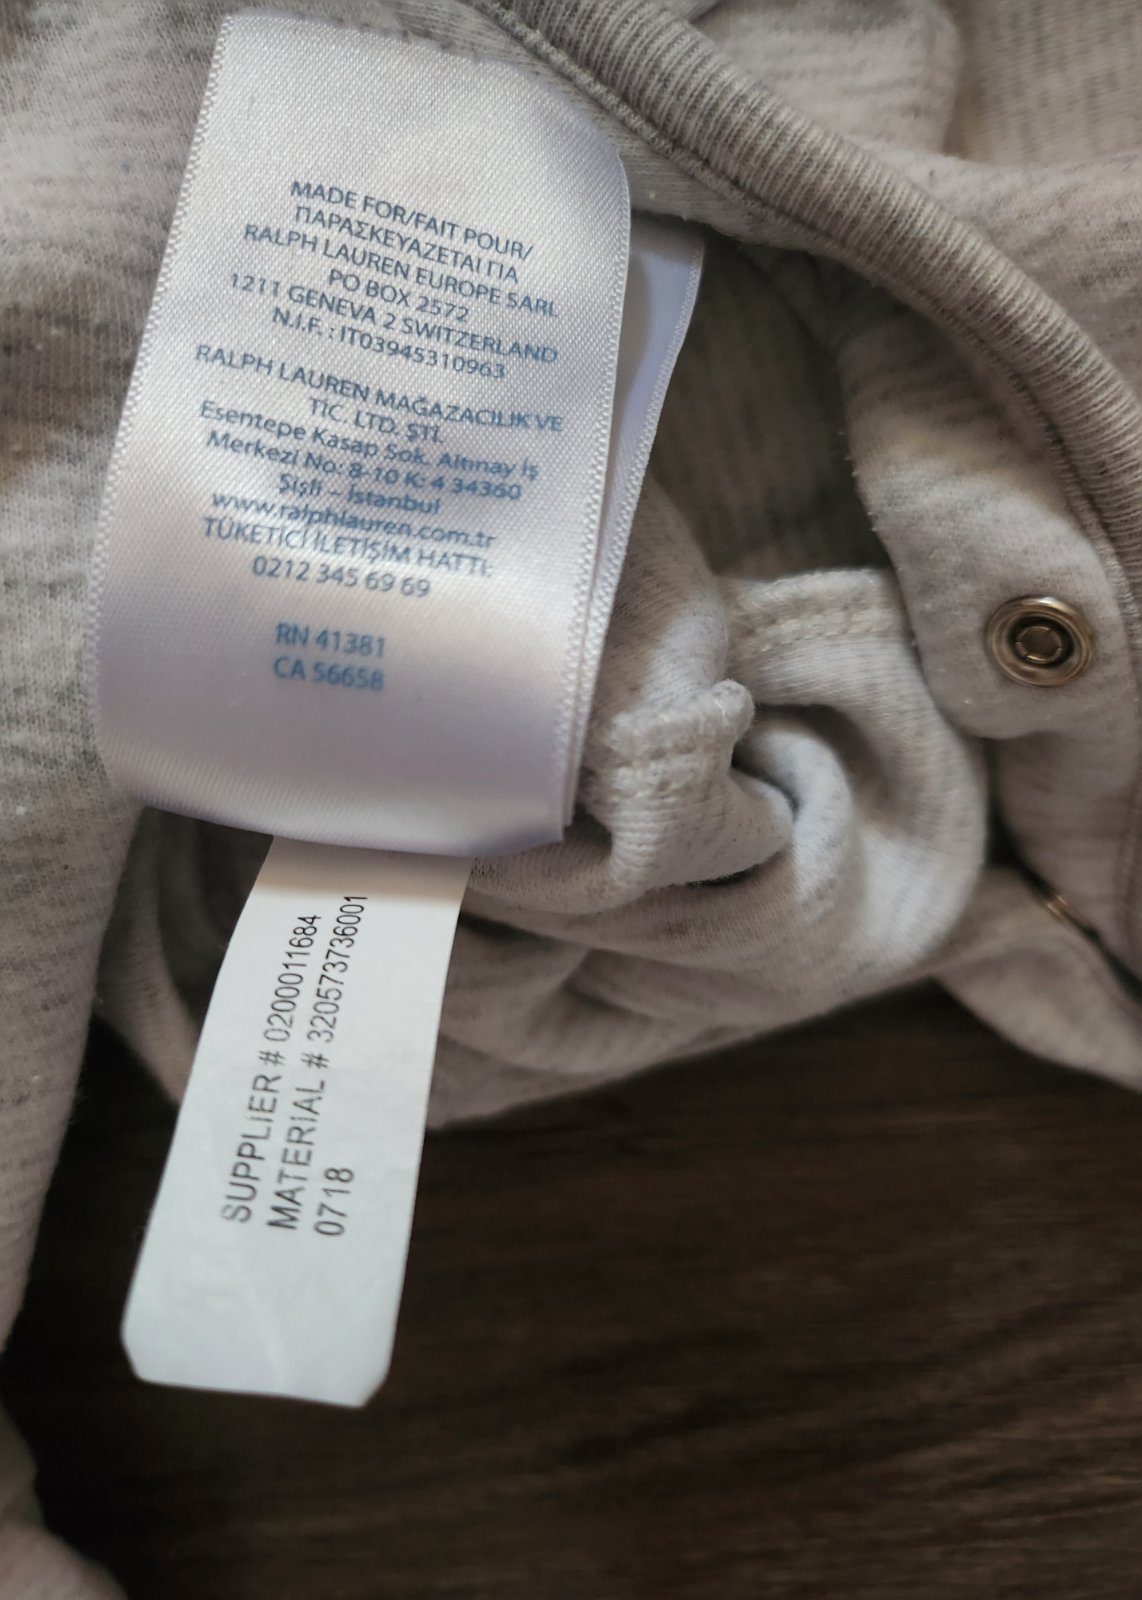 MADE FOR/FAIT POUR/
ΠΑΡΑΣΚΕΥΑΖΕΤΑΙ ΓΙΑ
RALPH LAUREN EUROPE SARL
PO BOX 2572
1211 GENEVA 2 SWITZERLAND
N.I.F. : IT03945310963
RALPH LAUREN MAĞAZACILIK VE
TİC. LTD. ŞTİ.
Esentepe Kasap Sok. Altınay İş
Merkezi No: 8-10 K: 4 34360
Şişli – İstanbul
www.ralphlauren.com.tr
TÜKETİCİ İLETİŞİM HATTI:
0212 345 69 69
RN 41381
CA 56658
SUPPLIER # 0200011684
MATERIAL # 320573736001
0718